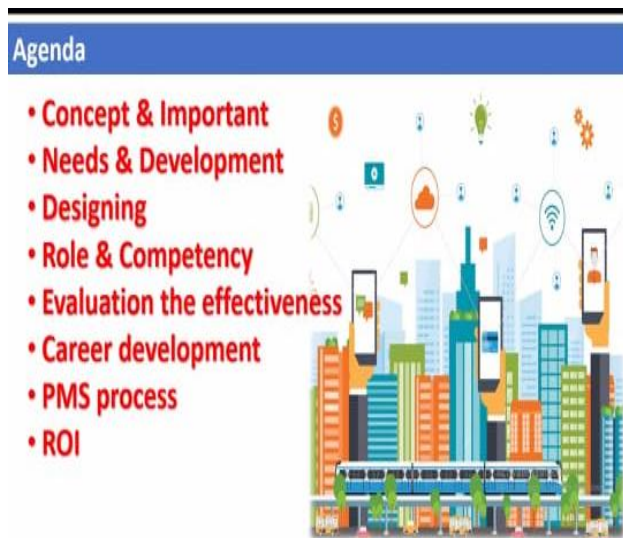 Agenda
• Concept & Important
• Needs & Development
• Designing
• Role & Competency
• Evaluation the effectiveness
• Career development
• PMS process
• ROI